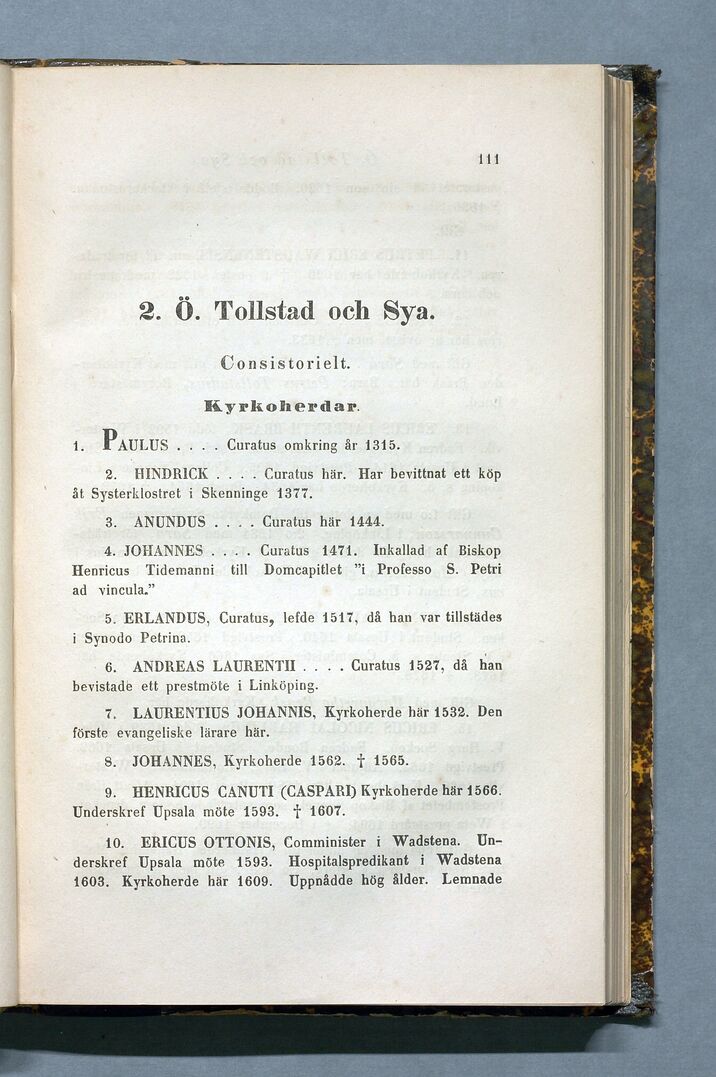 111
2. Ö. Tollstad och Sya.
Consistorielt.
Kyrkoherdar.
1. PAULUS . . . . Curatus omkring år 1315.
2. HINDRICK . . . . Curatus här. Har bevittnat ett köp
åt Systerklostret i Skenninge 1377.
3. ANUNDUS . . . . Curatus här 1444.
4. JOHANNES . . . . Curatus 1471. Inkallad af Biskop
Henricus Tidemanni till Domcapitlet "i Professo S. Petri
ad vincula."
5. ERLANDUS, Curatus, lefde 1517, då han var tillstädes
i Synodo Petrina.
6. ANDREAS LAURENTII . . . . Curatus 1527, då han
bevistade ett prestmöte i Linköping.
7. LAURENTIUS JOHANNIS, Kyrkoherde här 1532. Den
förste evangeliske lärare här.
8. JOHANNES, Kyrkoherde 1562. † 1565.
9. HENRICUS CANUTI (CASPARI) Kyrkoherde här 1566.
Underskref Upsala möte 1593. † 1607.
10. ERICUS OTTONIS, Comminister i Wadstena. Un-
derskref Upsala möte 1593. Hospitalspredikant i Wadstena
1603. Kyrkoherde här 1609. Uppnådde hög ålder. Lemnade